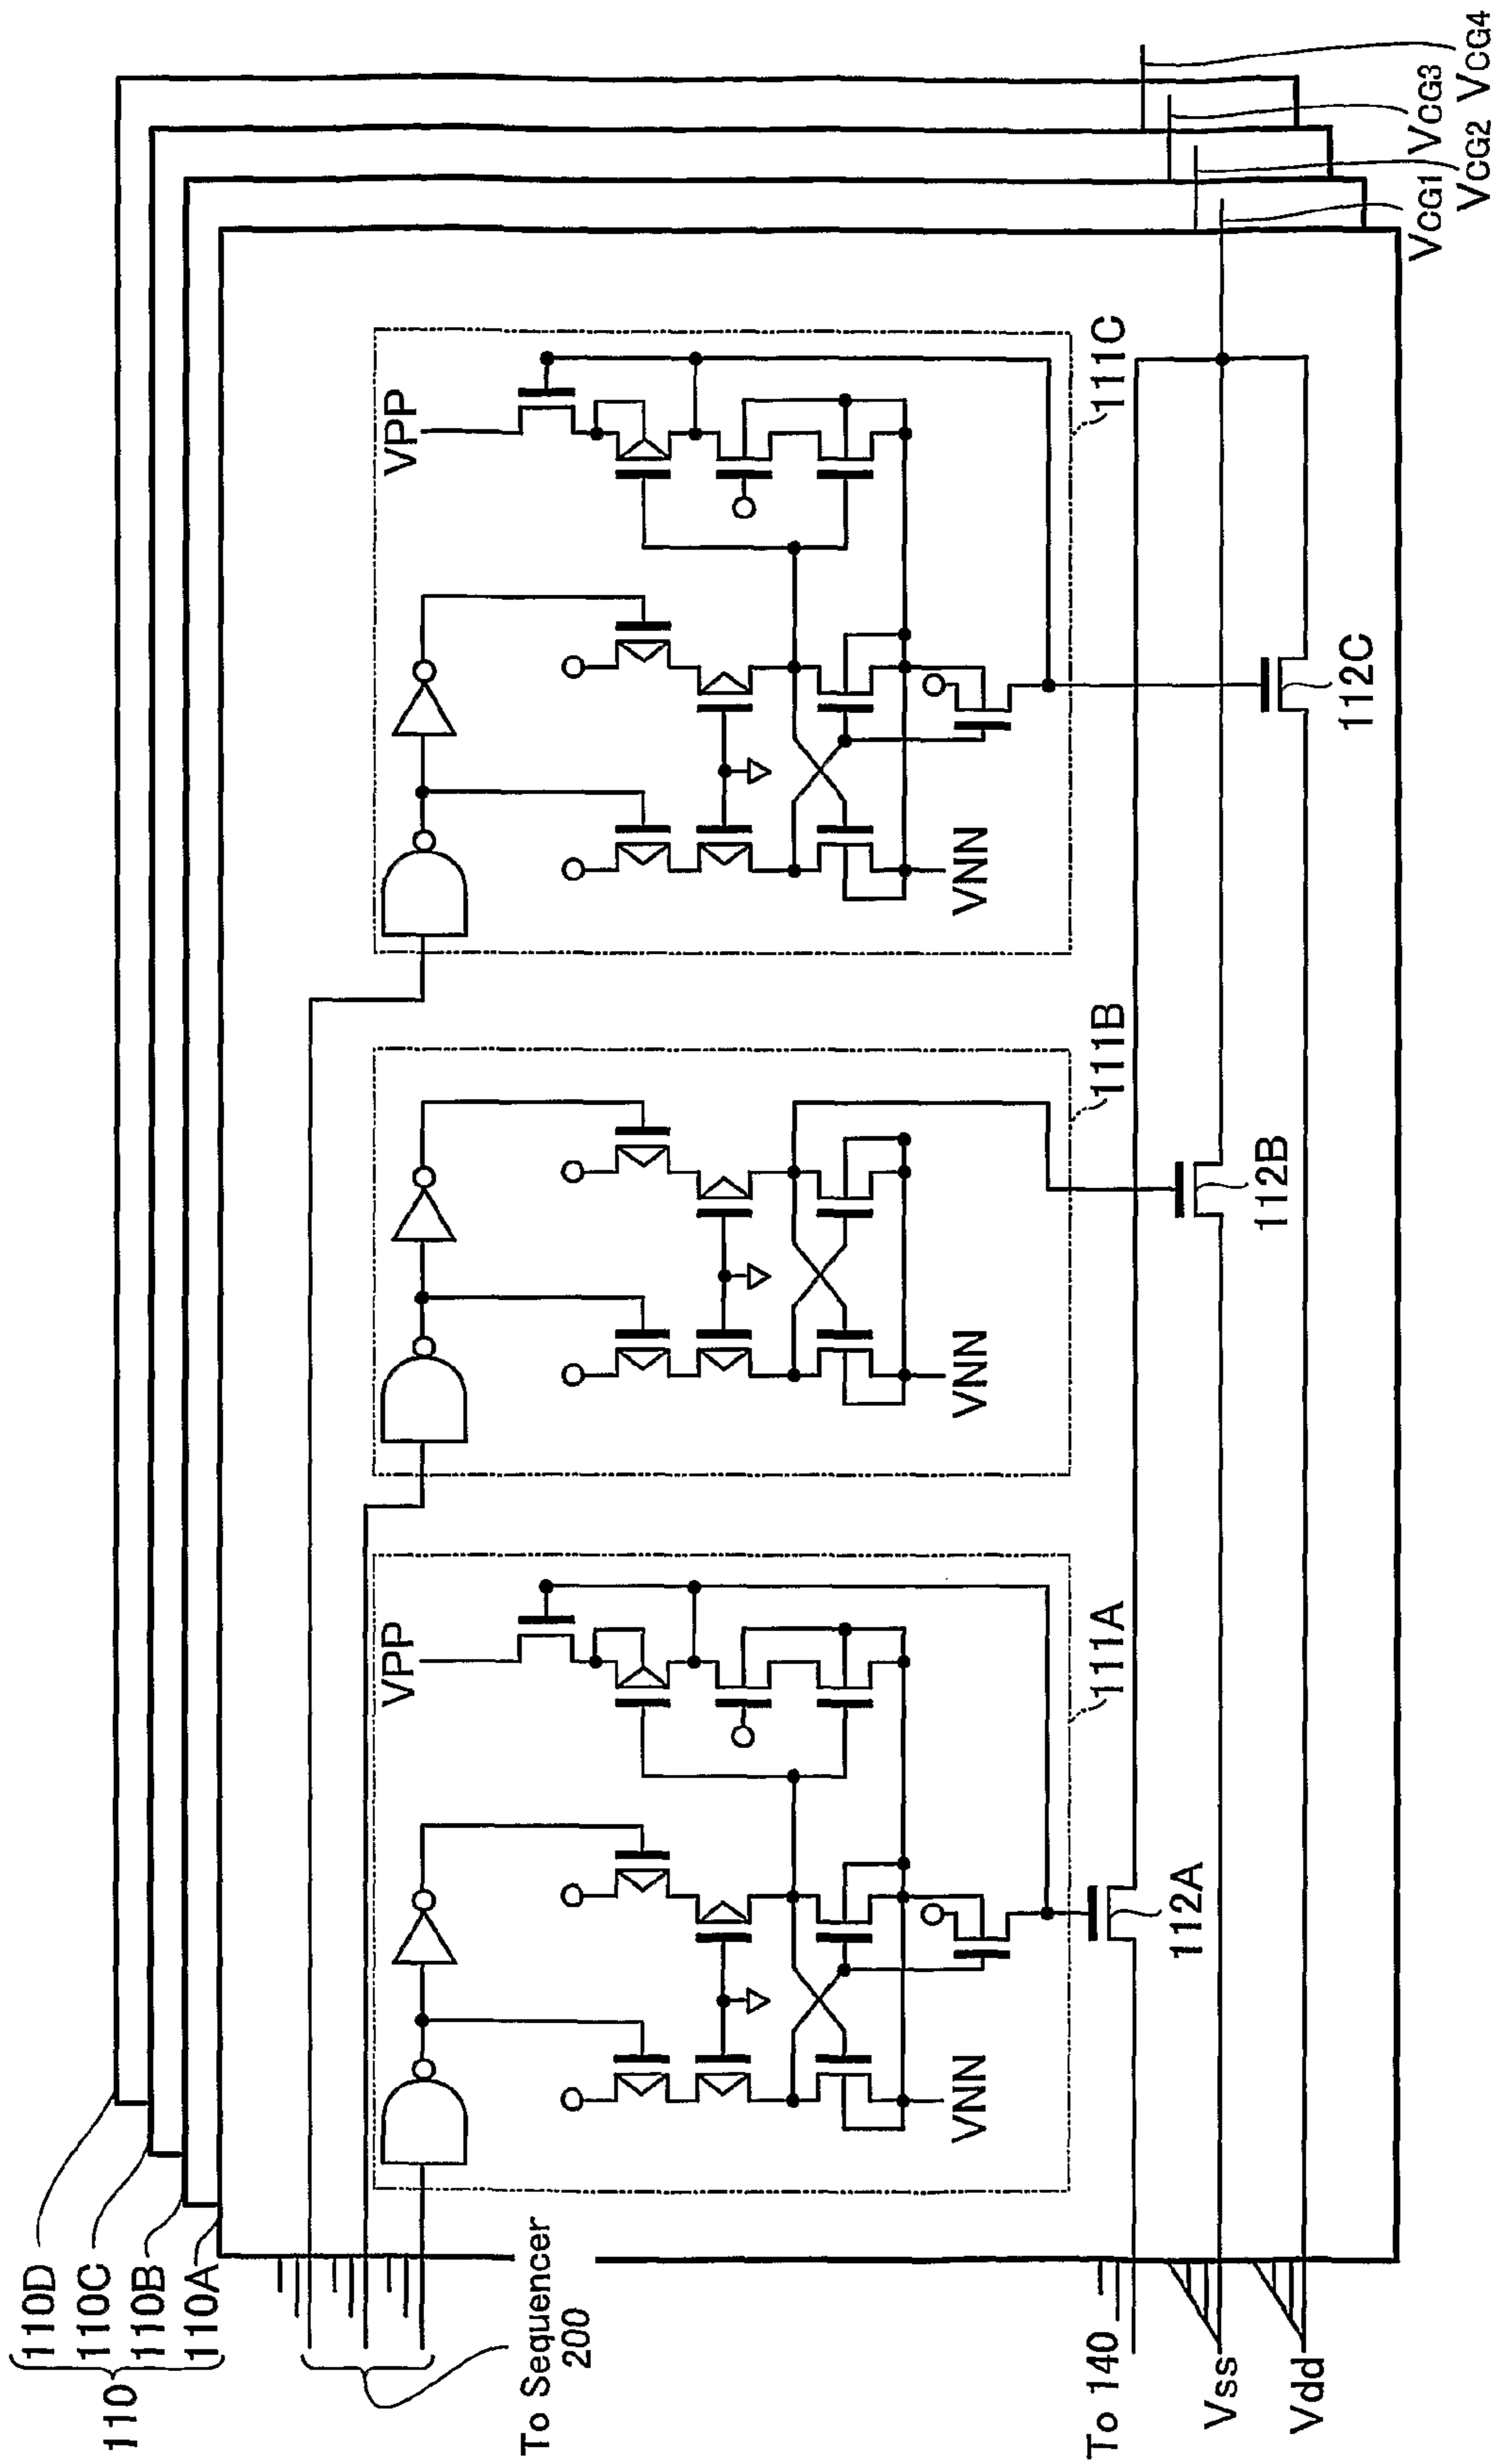 110D
110C
110B
110A
110
To Sequencer
200
To 140
Vss
Vdd
VPP
VNN
111A
112A
VNN
111B
112B
VPP
VNN
111C
112C
VCG1
VCG2
VCG3
VCG4